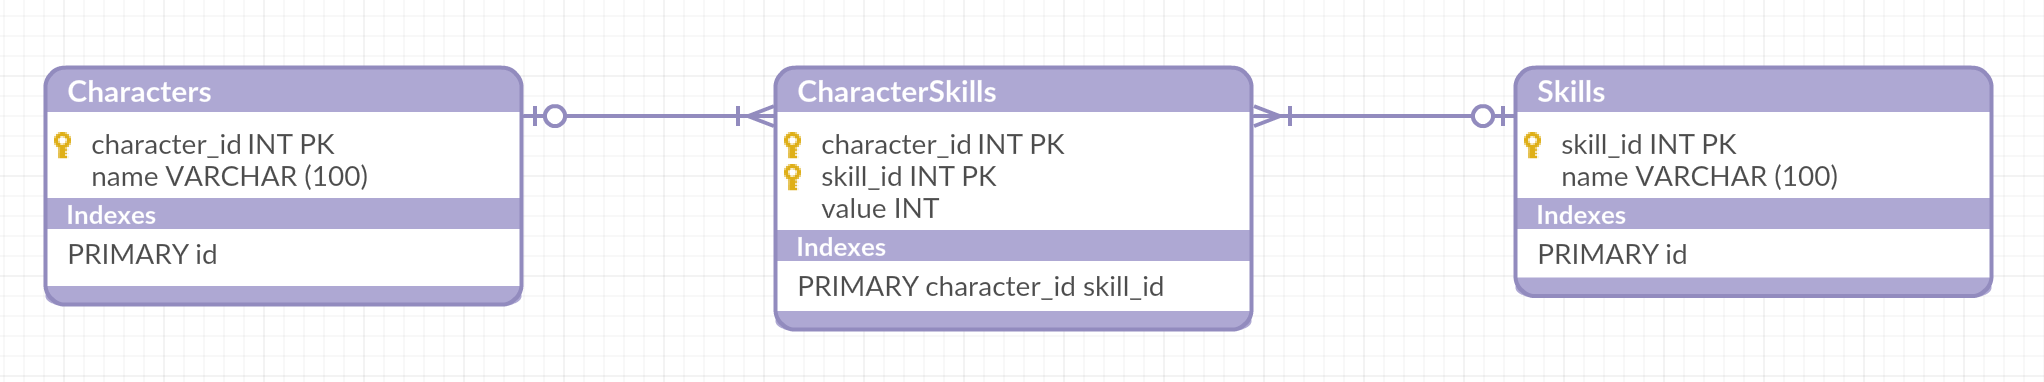 Characters
character_id INT PK
name VARCHAR (100)
Indexes
PRIMARY id
CharacterSkills
character_id INT PK
skill_id INT PK
value INT
Indexes
PRIMARY character_id skill_id
Skills
skill_id INT PK
name VARCHAR (100)
Indexes
PRIMARY id